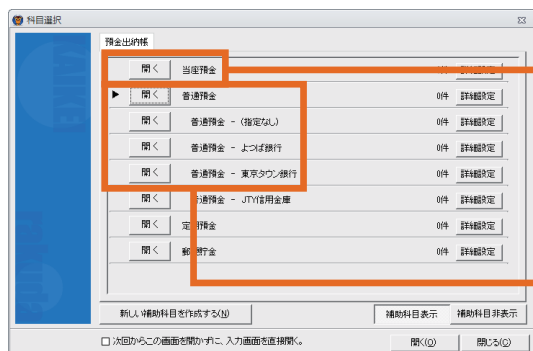 科目選択
預金出納帳
開く 当座預金
開く 普通預金 0件 詳細設定
開く 普通預金 - (指定なし) 0件 詳細設定
開く 普通預金 - よつば銀行 0件 詳細設定
開く 普通預金 - 東京タウン銀行 0件 詳細設定
開く 普通預金 - JTY信用金庫 0件 詳細設定
開く 定期預金 0件 詳細設定
開く 郵便貯金 0件 詳細設定
新しい補助科目を作成する(N) 補助科目表示 補助科目非表示
次回からこの画面を開かずに、入力画面を直接開く。 開く(O) 閉じる(C)